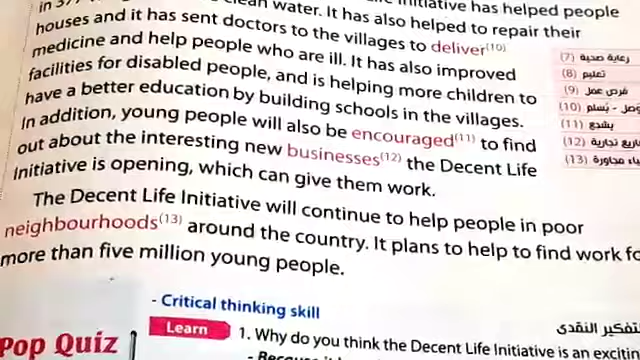 in 377 clean water. It has also helped to repair their
Initiative has helped people
houses and it has sent doctors to the villages to deliver(10)
medicine and help people who are ill. It has also improved
facilities for disabled people, and is helping more children to
have a better education by building schools in the villages.
In addition, young people will also be encouraged(11) to find
out about the interesting new businesses(12) the Decent Life
Initiative is opening, which can give them work.
The Decent Life Initiative will continue to help people in poor
neighbourhoods(13) around the country. It plans to help to find work fo
more than five million young people.
(7) رعاية صحية
(8) تعليم
(9) فرص عمل
(10) وصل - يُسلم
(11) يشجع
(12) تجارية
(13) مجاورة
- Critical thinking skill
التفكير النقدى
Learn
1. Why do you think the Decent Life Initiative is an exciti
- Because
Pop Quiz